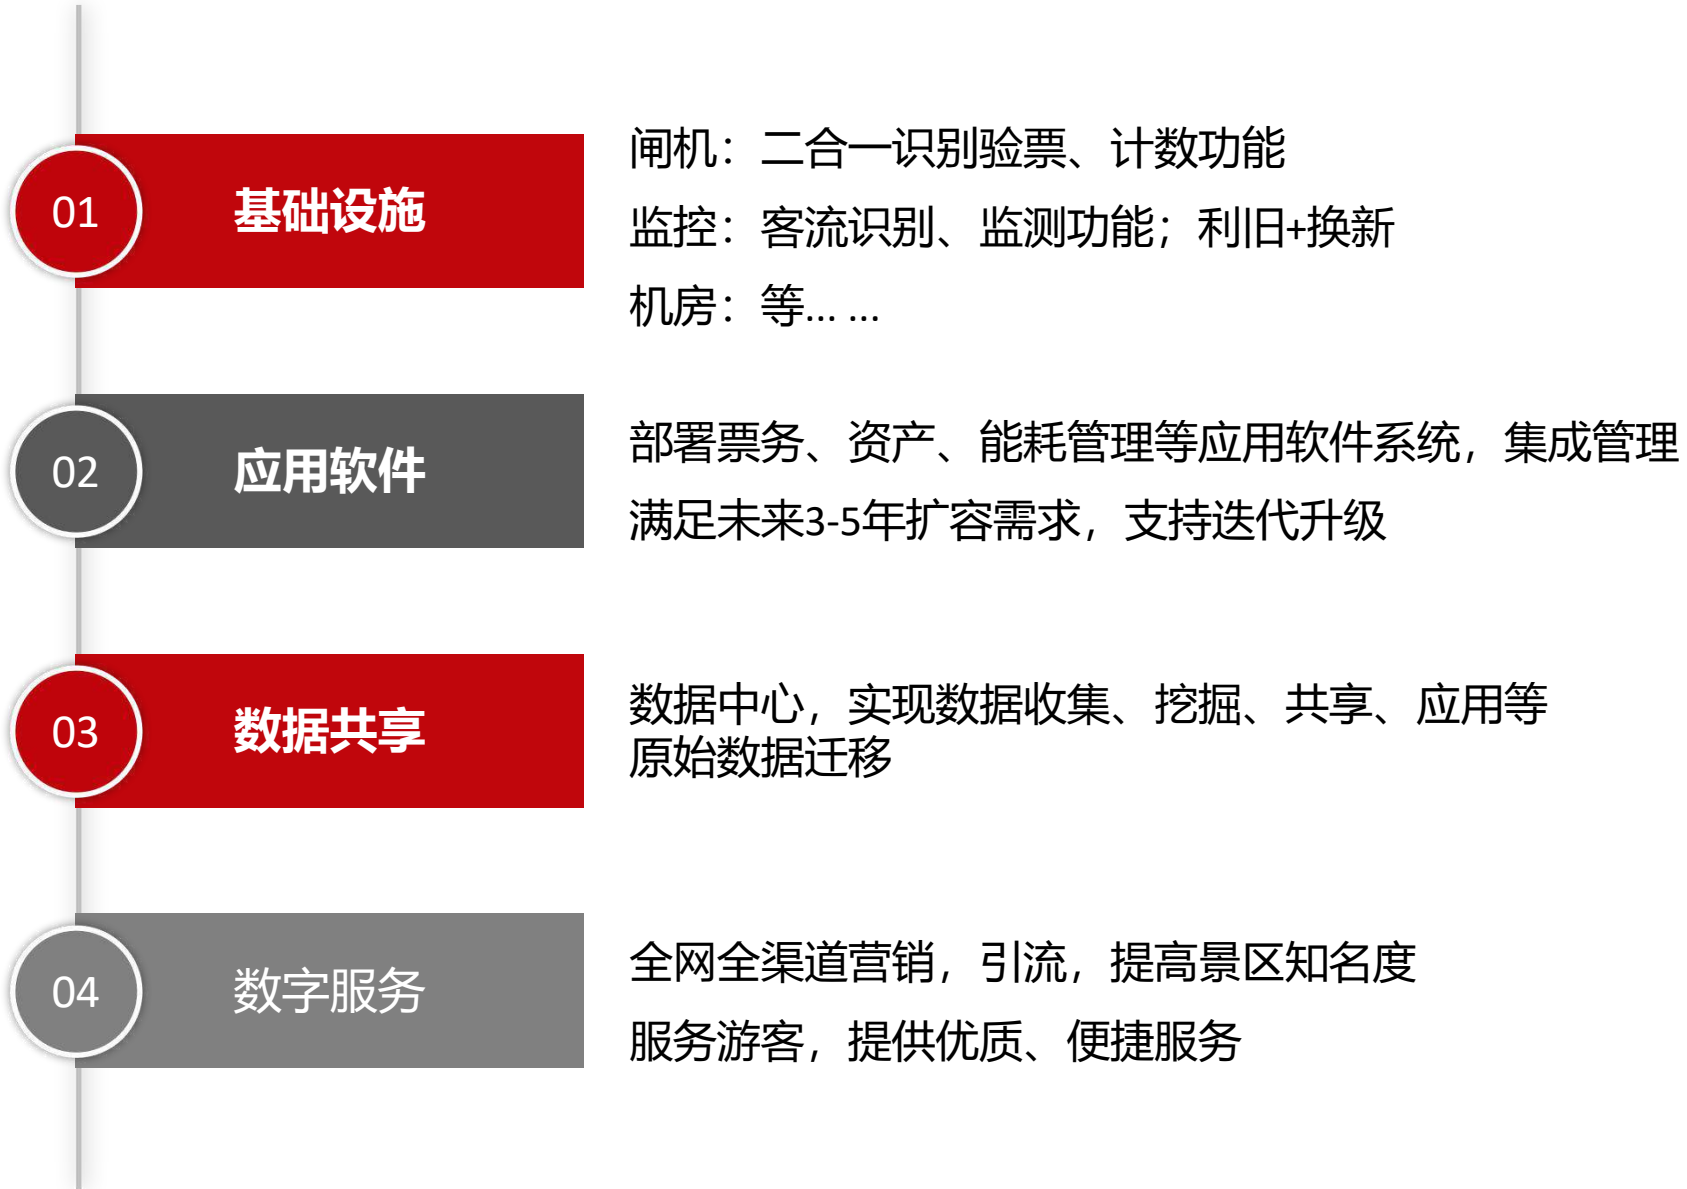 01
基础设施
闸机：二合一识别验票、计数功能
监控：客流识别、监测功能；利旧+换新
机房：等... ...
02
应用软件
部署票务、资产、能耗管理等应用软件系统，集成管理
满足未来3-5年扩容需求，支持迭代升级
03
数据共享
数据中心，实现数据收集、挖掘、共享、应用等
原始数据迁移
04
数字服务
全网全渠道营销，引流，提高景区知名度
服务游客，提供优质、便捷服务